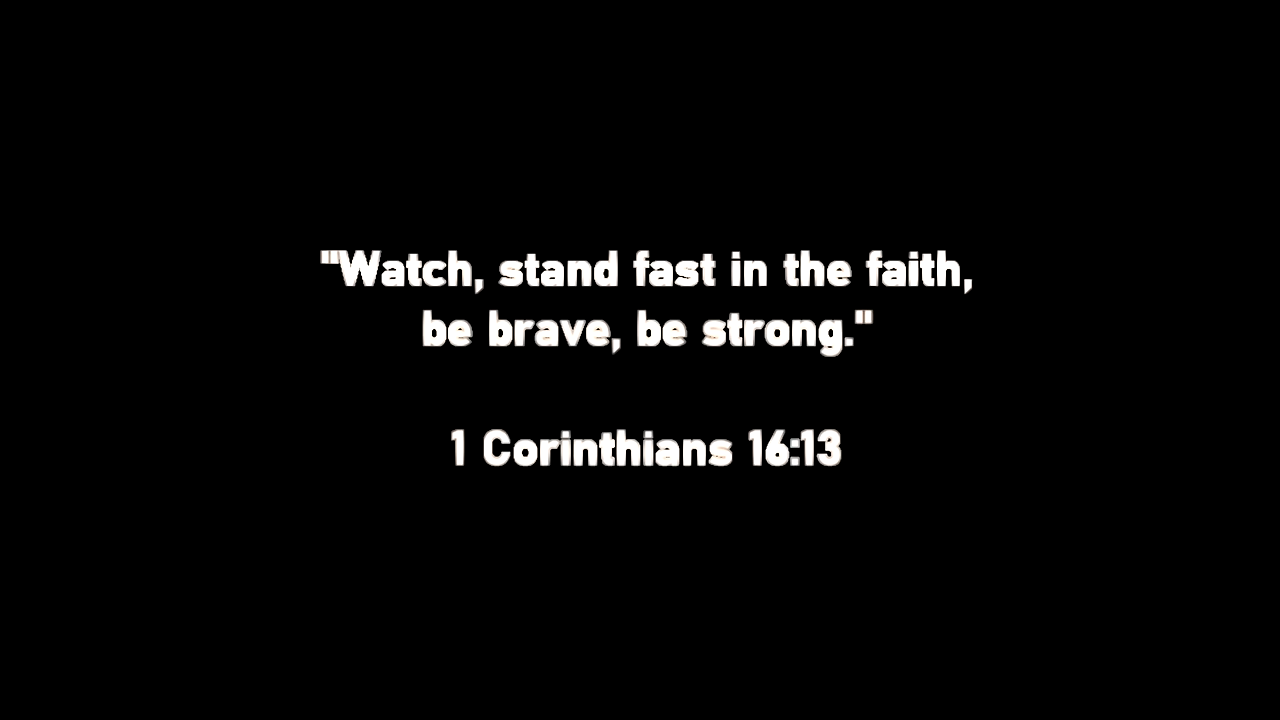 "Watch, stand fast in the faith,
be brave, be strong."
1 Corinthians 16:13